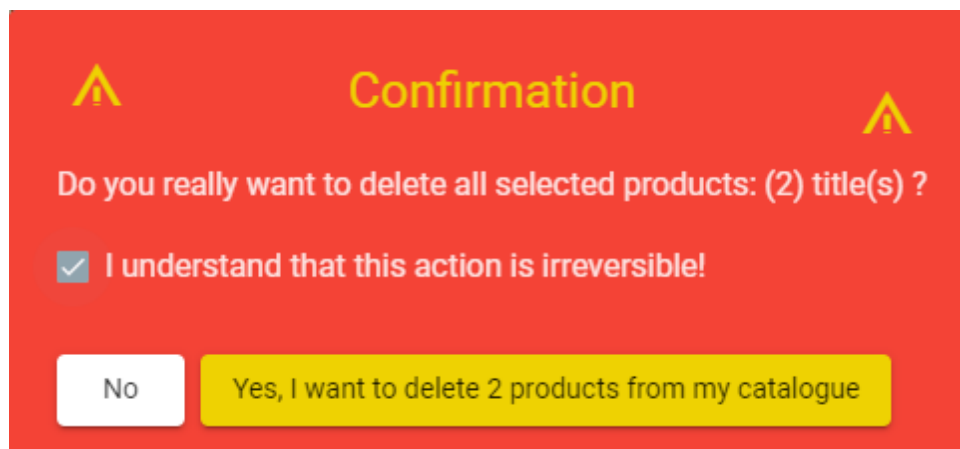 Confirmation
Do you really want to delete all selected products: (2) title(s) ?
I understand that this action is irreversible!
No
Yes, I want to delete 2 products from my catalogue